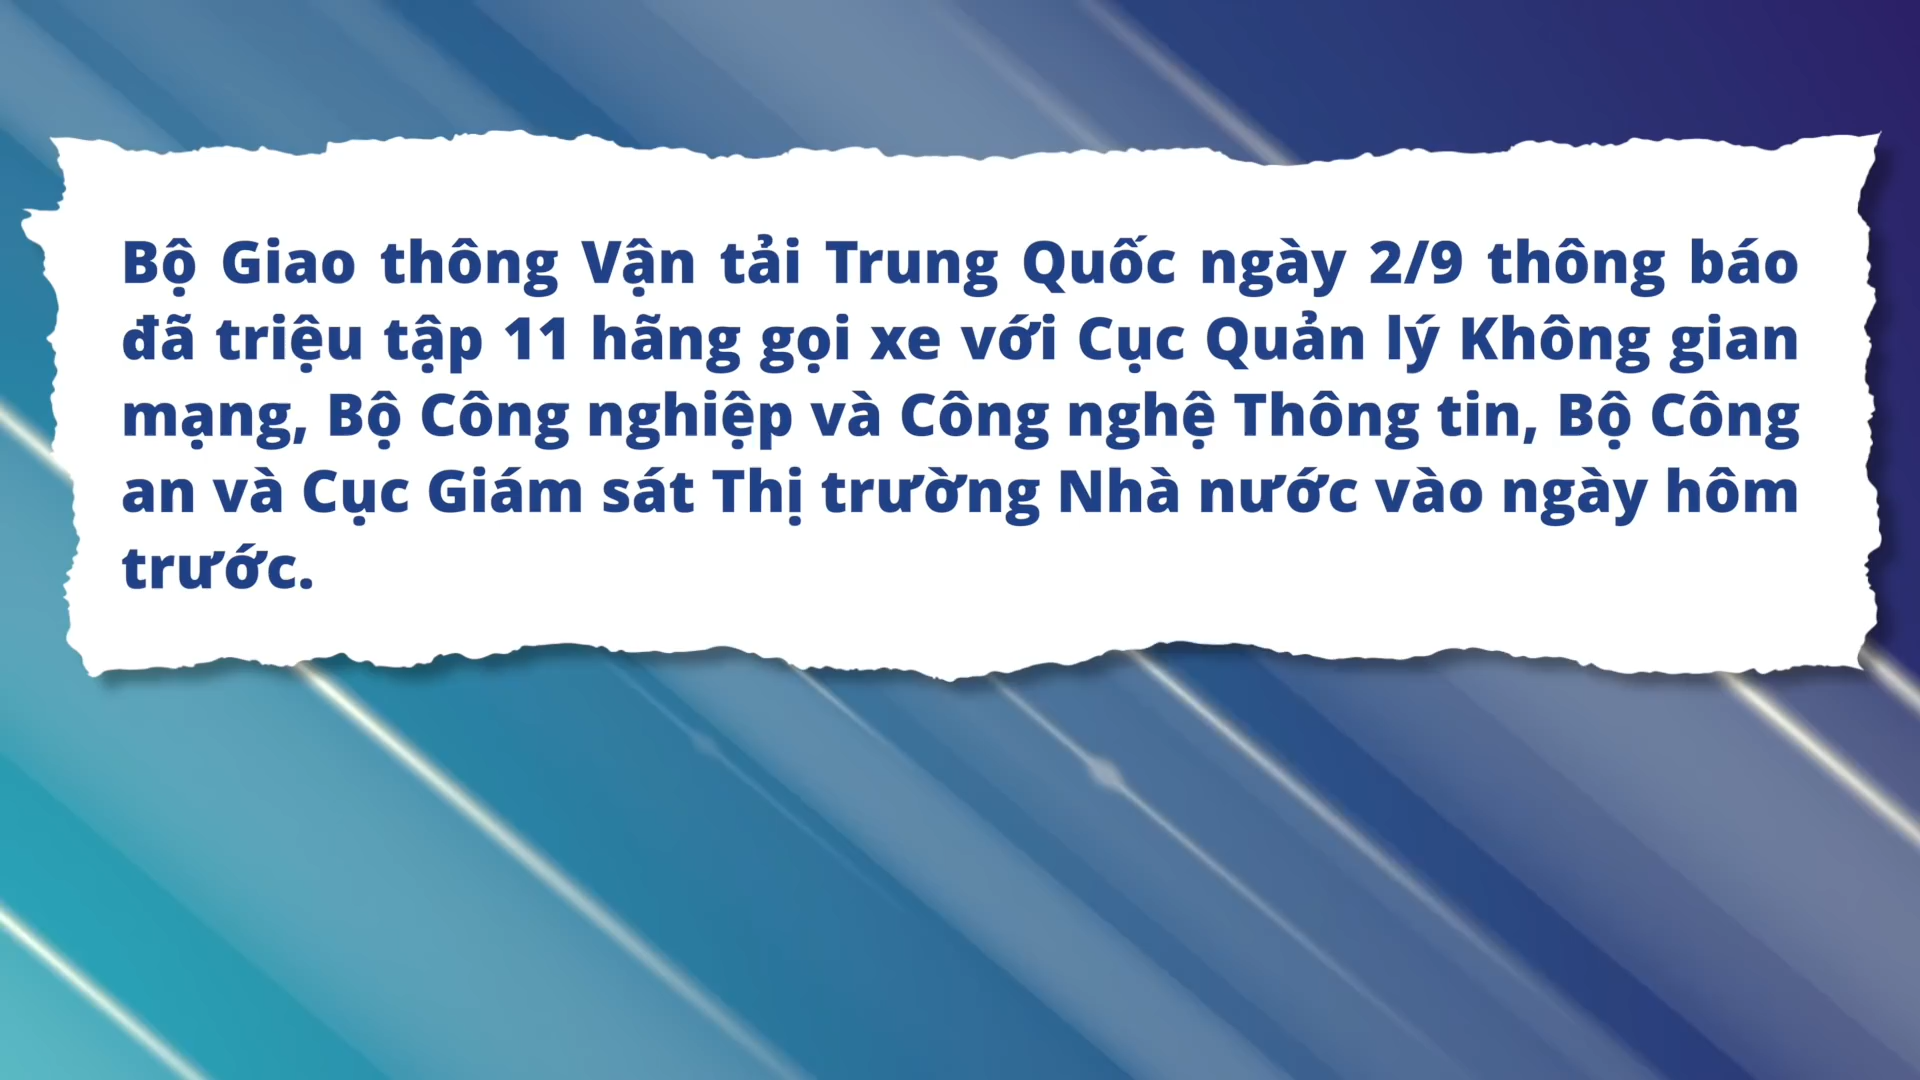 Bộ Giao thông Vận tải Trung Quốc ngày 2/9 thông báo
đã triệu tập 11 hãng gọi xe với Cục Quản lý Không gian
mạng, Bộ Công nghiệp và Công nghệ Thông tin, Bộ Công
an và Cục Giám sát Thị trường Nhà nước vào ngày hôm
trước.